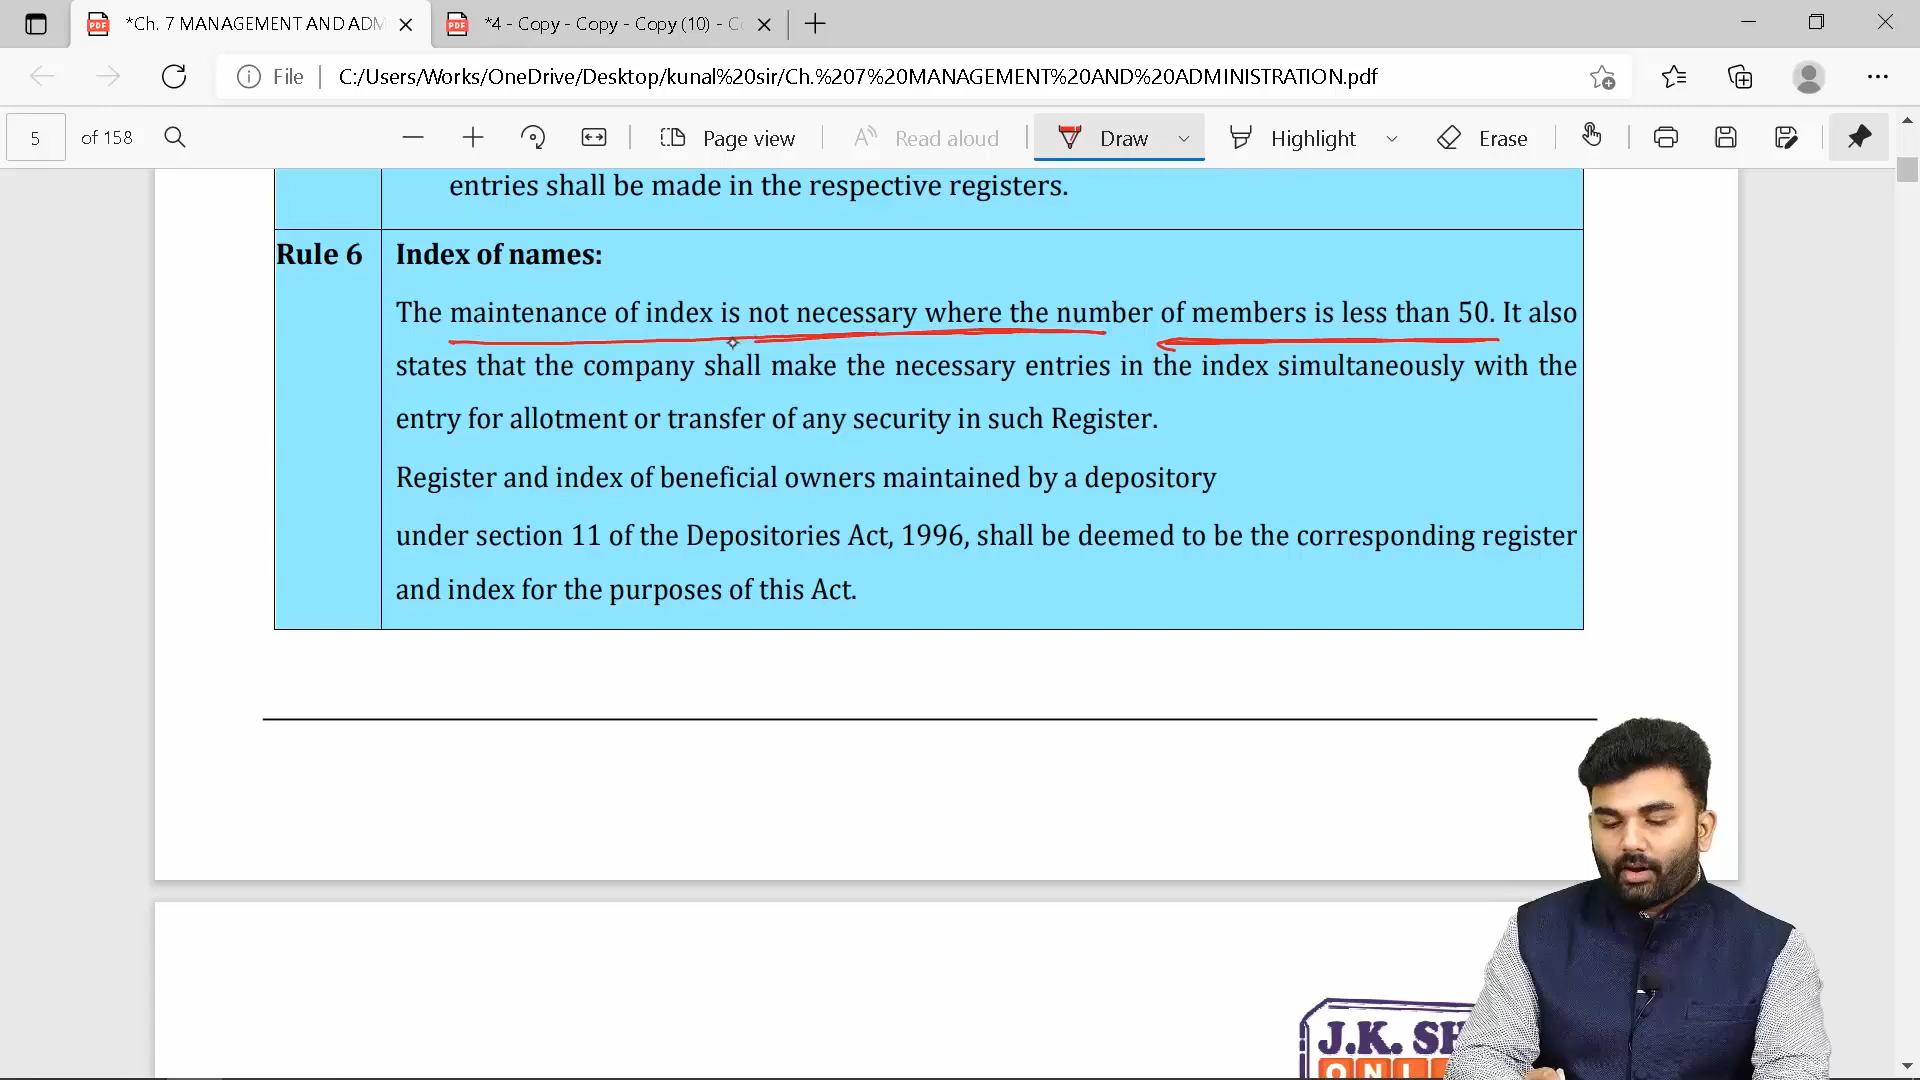 *Ch. 7 MANAGEMENT AND ADM
*4 - Copy - Copy - Copy (10) - Co
File
C:/Users/Works/OneDrive/Desktop/kunal%20sir/Ch.%207%20MANAGEMENT%20AND%20ADMINISTRATION.pdf
5 of 158
Page view
Read aloud
Draw
Highlight
Erase
entries shall be made in the respective registers.
Rule 6
Index of names:
The maintenance of index is not necessary where the number of members is less than 50. It also
states that the company shall make the necessary entries in the index simultaneously with the
entry for allotment or transfer of any security in such Register.
Register and index of beneficial owners maintained by a depository
under section 11 of the Depositories Act, 1996, shall be deemed to be the corresponding register
and index for the purposes of this Act.
J.K. SH
ONL